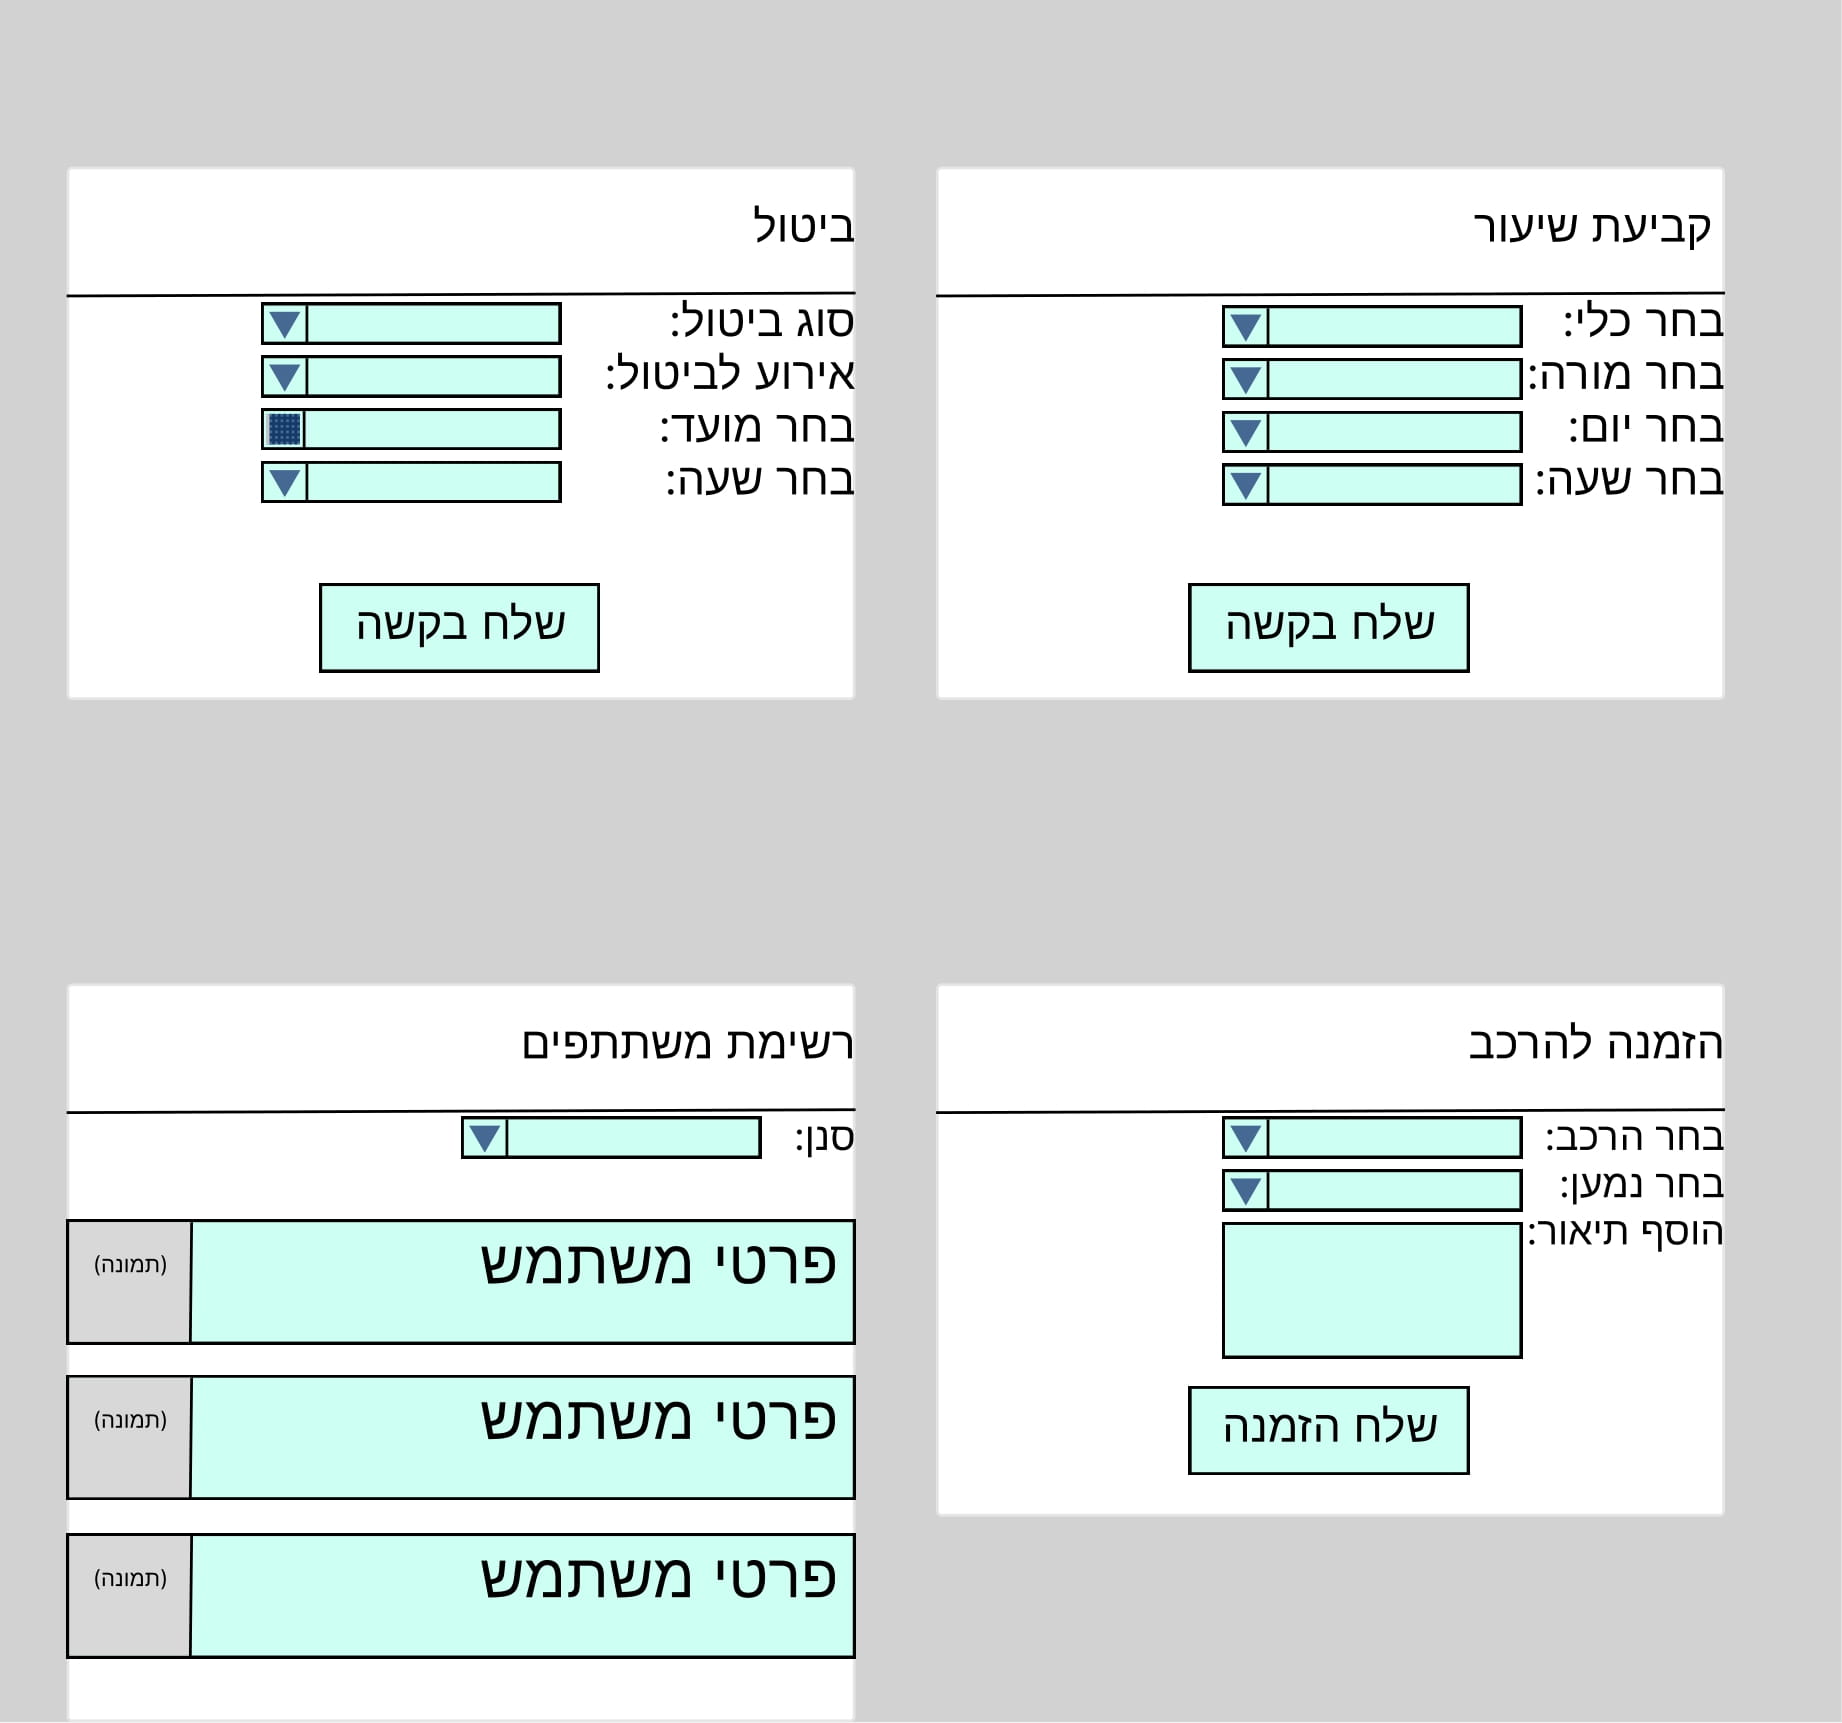 קביעת שיעור
בחר כלי:
בחר מורה:
בחר יום:
בחר שעה:
שלח בקשה
ביטול
סוג ביטול:
אירוע לביטול:
בחר מועד:
בחר שעה:
שלח בקשה
הזמנה להרכב
בחר הרכב:
בחר נמען:
הוסף תיאור:
שלח הזמנה
רשימת משתתפים
סנן:
פרטי משתמש
(תמונה)
פרטי משתמש
(תמונה)
פרטי משתמש
(תמונה)